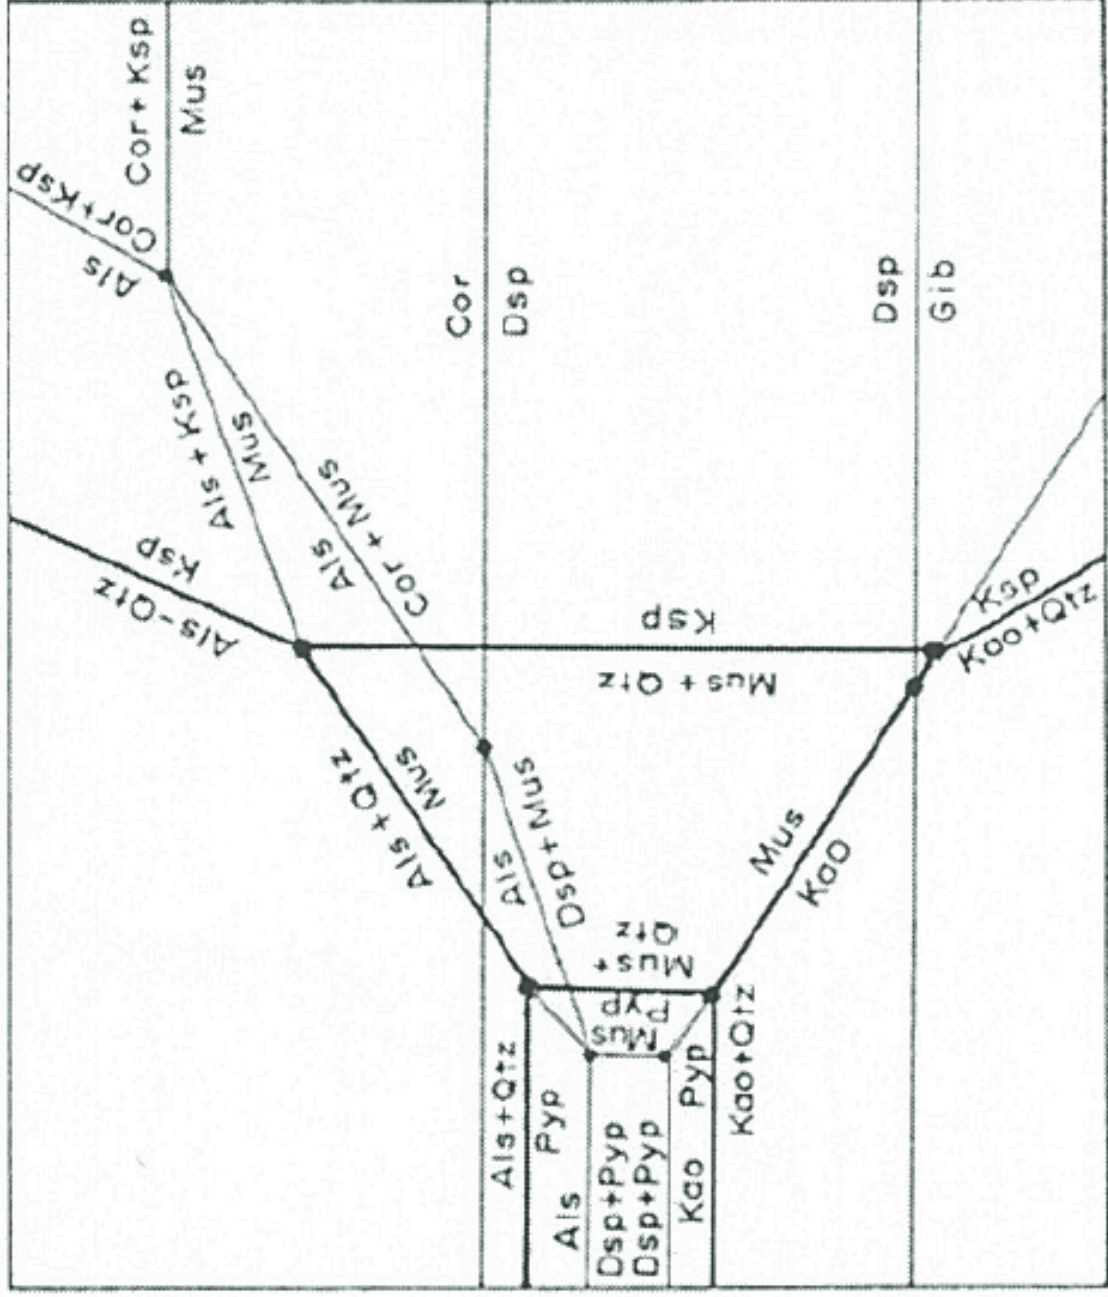 Cor+Ksp
Mus
Cor+Ksp
Als
Als + Ksp
Mus
Cor
Dsp
Als-Qtz
Ksp
Als
Cor + Mus
Als+Qtz
Mus
Ksp
Mus + Qtz
Als
Dsp+Mus
Dsp
Gib
Ksp
Kao+Qtz
Mus
Kao
Mus+
Qtz
Mus
Pyp
Als+Qtz
Pyp
Als
Dsp+Pyp
Dsp+Pyp
Kao
Pyp
Kao+Qtz